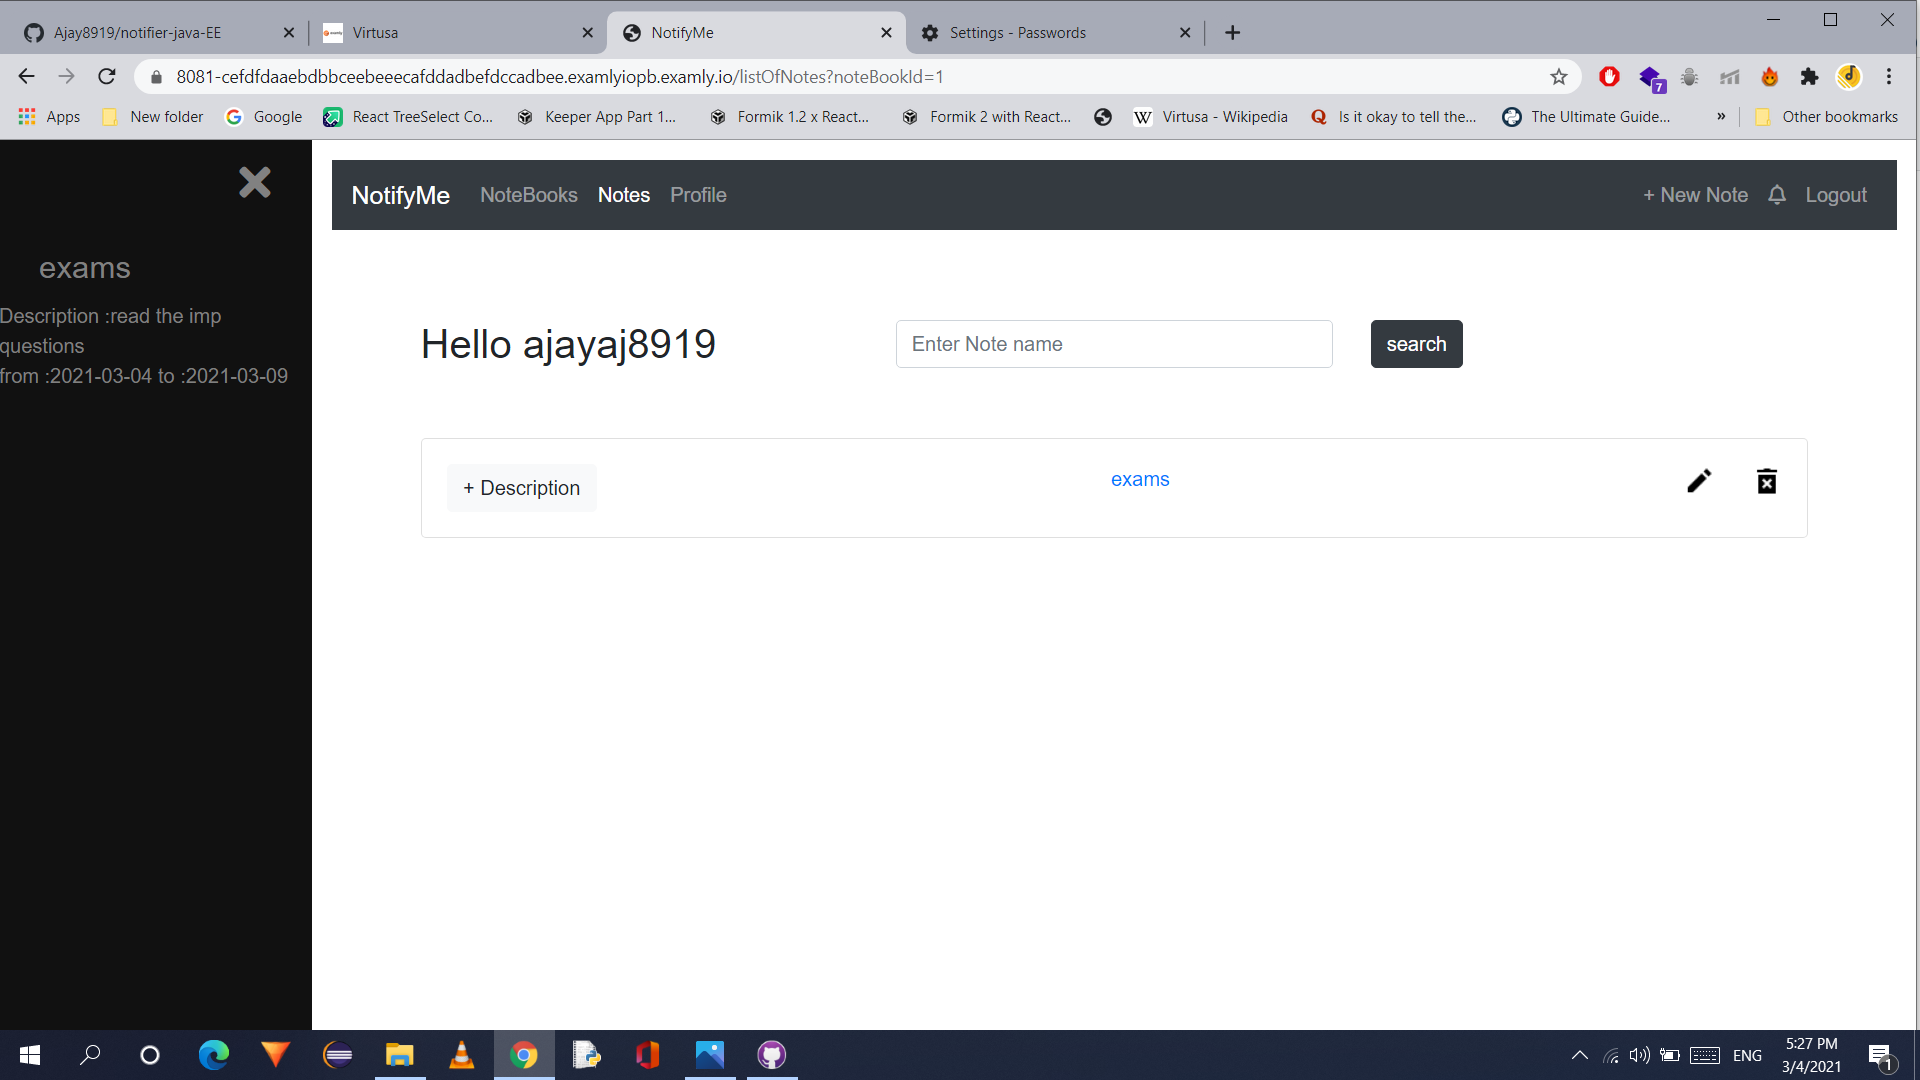 Ajay8919/notifier-java-EE
Virtusa
NotifyMe
Settings - Passwords
8081-cefdfdaaebdbbceebeeecafddadbefdccadbee.examlyiopb.examly.io/listOfNotes?noteBookId=1
7
Apps
New folder
Google
React TreeSelect Co...
Keeper App Part 1...
Formik 1.2 x React...
Formik 2 with React...
W Virtusa - Wikipedia
Is it okay to tell the...
The Ultimate Guide...
»
Other bookmarks
NotifyMe
NoteBooks
Notes
Profile
+ New Note
Logout
exams
Description :read the imp
questions
from :2021-03-04 to :2021-03-09
Hello ajayaj8919
Enter Note name
search
+ Description
exams
ENG
5:27 PM
3/4/2021
1